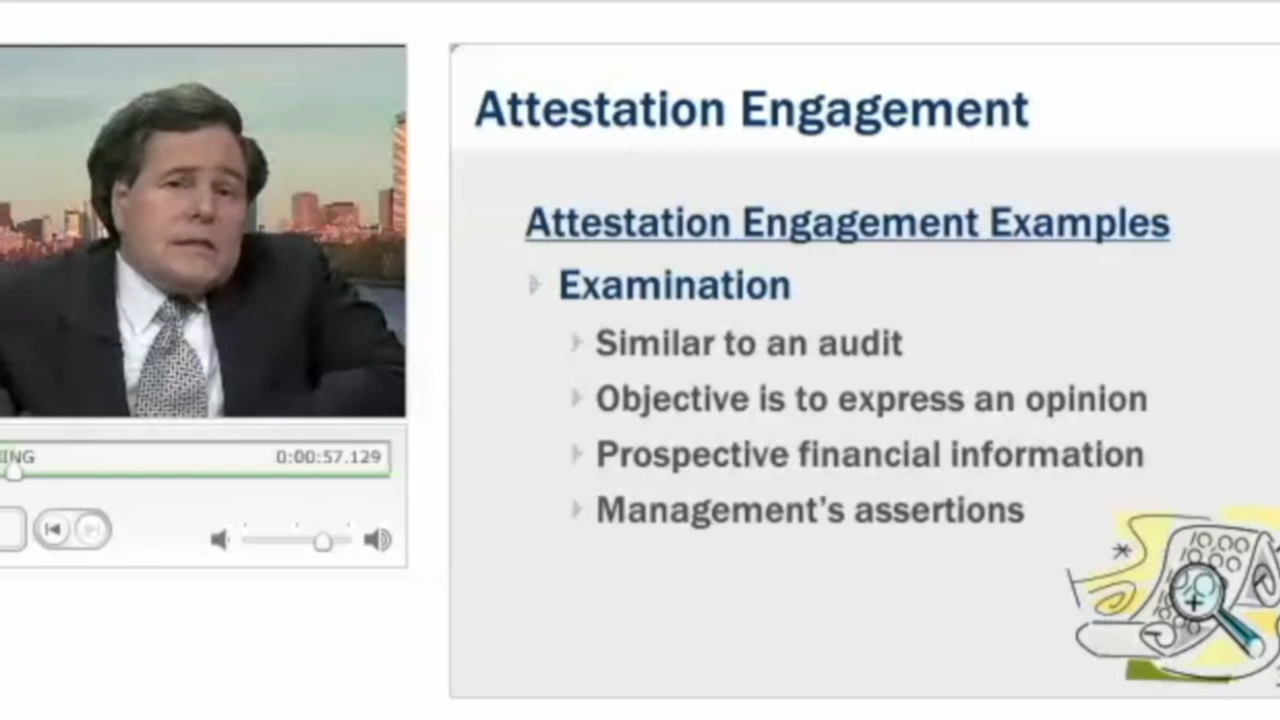 Attestation Engagement
Attestation Engagement Examples
Examination
Similar to an audit
Objective is to express an opinion
Prospective financial information
Management's assertions
0:00:57.129